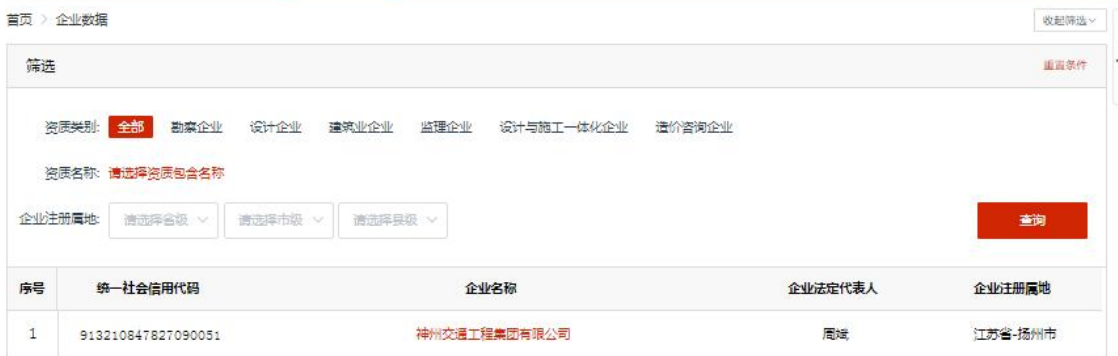 首页 > 企业数据 收起筛选
筛选 重置条件
资质类别: 全部 勘察企业 设计企业 建筑业企业 监理企业 设计与施工一体化企业 造价咨询企业
资质名称: 请选择资质包含名称
企业注册属地: 请选择省级 请选择市级 请选择县级 查询
序号 统一社会信用代码 企业名称 企业法定代表人 企业注册属地
1 913210847827090051 神州交通工程集团有限公司 周斌 江苏省-扬州市